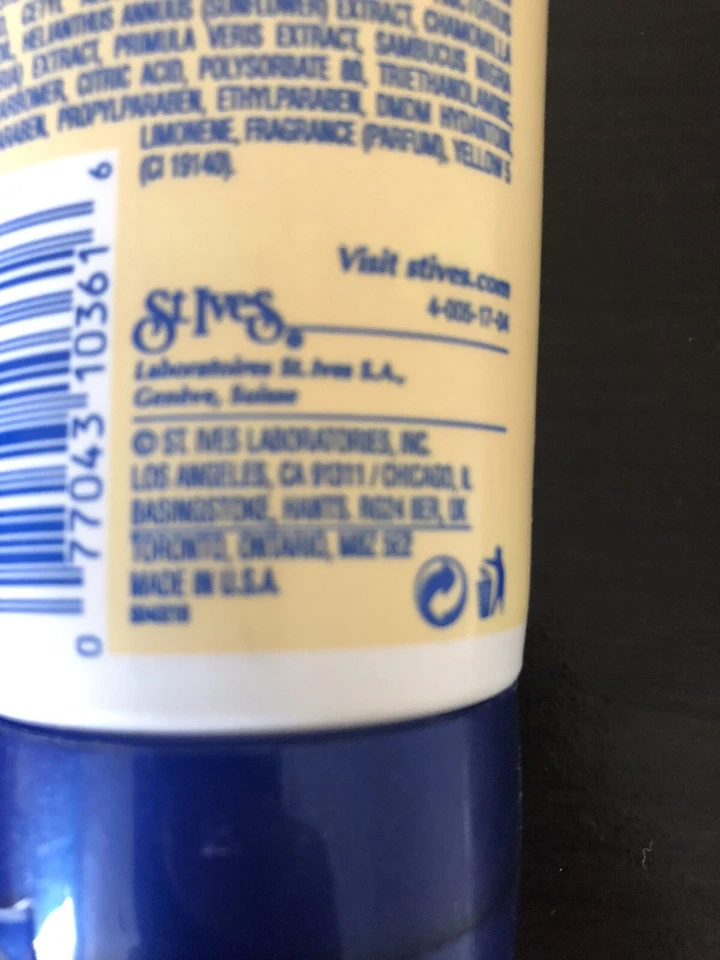 CETYL
HELIANTHUS ANNUUS (SUNFLOWER) EXTRACT, CHAMOMILLA
EXTRACT, PRIMULA VERIS EXTRACT, SAMBUCUS NIGRA
CITRIC ACID, POLYSORBATE 80, TRIETHANOLAMINE,
PROPYLPARABEN, ETHYLPARABEN, DMDM HYDANTOIN,
LIMONENE, FRAGRANCE (PARFUM), YELLOW 5
(CI 19140).
Visit stives.com
4-005-17-04
St. Ives®
Laboratoires St. Ives S.A.,
Genève, Suisse
© ST. IVES LABORATORIES, INC.
LOS ANGELES, CA 91311 / CHICAGO, IL
BASINGSTOKE, HANTS. RG24 8ER, UK
TORONTO, ONTARIO,
MADE IN U.S.A.
0 77043 10361 6